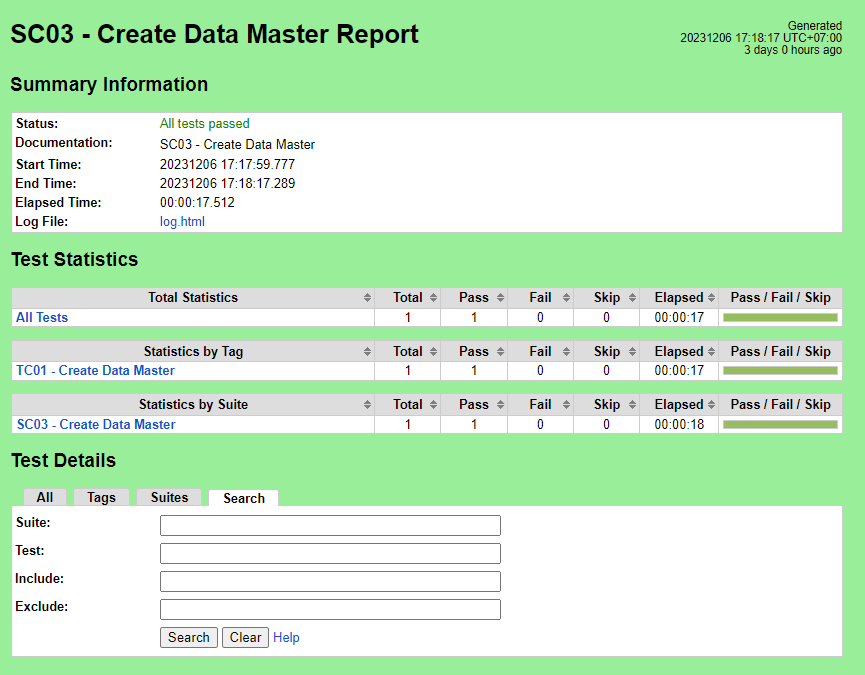 SC03 - Create Data Master Report
Generated
20231206 17:18:17 UTC+07:00
3 days 0 hours ago
Summary Information
Status: All tests passed
Documentation: SC03 - Create Data Master
Start Time: 20231206 17:17:59.777
End Time: 20231206 17:18:17.289
Elapsed Time: 00:00:17.512
Log File: log.html
Test Statistics
Total Statistics Total Pass Fail Skip Elapsed Pass / Fail / Skip
All Tests 1 1 0 0 00:00:17
Statistics by Tag Total Pass Fail Skip Elapsed Pass / Fail / Skip
TC01 - Create Data Master 1 1 0 0 00:00:17
Statistics by Suite Total Pass Fail Skip Elapsed Pass / Fail / Skip
SC03 - Create Data Master 1 1 0 0 00:00:18
Test Details
All Tags Suites Search
Suite:
Test:
Include:
Exclude:
Search Clear Help